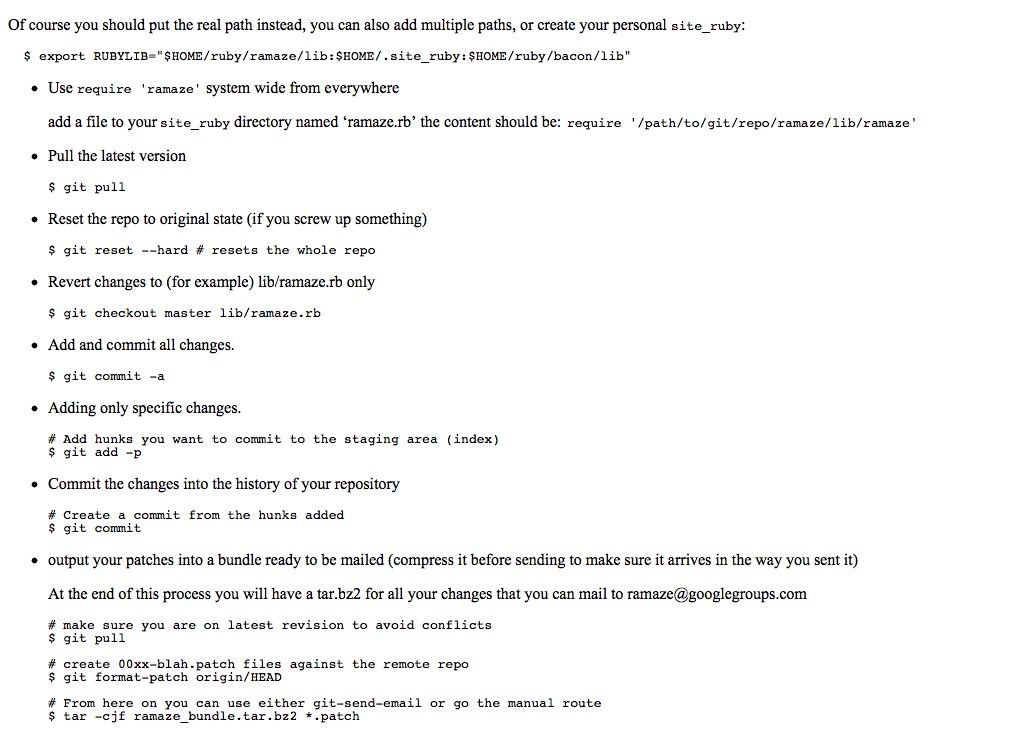 Of course you should put the real path instead, you can also add multiple paths, or create your personal site_ruby:
$ export RUBYLIB="$HOME/ruby/ramaze/lib:$HOME/.site_ruby:$HOME/ruby/bacon/lib"
• Use require 'ramaze' system wide from everywhere
add a file to your site_ruby directory named ‘ramaze.rb’ the content should be: require '/path/to/git/repo/ramaze/lib/ramaze'
• Pull the latest version
$ git pull
• Reset the repo to original state (if you screw up something)
$ git reset --hard # resets the whole repo
• Revert changes to (for example) lib/ramaze.rb only
$ git checkout master lib/ramaze.rb
• Add and commit all changes.
$ git commit -a
• Adding only specific changes.
# Add hunks you want to commit to the staging area (index)
$ git add -p
• Commit the changes into the history of your repository
# Create a commit from the hunks added
$ git commit
• output your patches into a bundle ready to be mailed (compress it before sending to make sure it arrives in the way you sent it)
At the end of this process you will have a tar.bz2 for all your changes that you can mail to ramaze@googlegroups.com
# make sure you are on latest revision to avoid conflicts
$ git pull
# create 00xx-blah.patch files against the remote repo
$ git format-patch origin/HEAD
# From here on you can use either git-send-email or go the manual route
$ tar -cjf ramaze_bundle.tar.bz2 *.patch